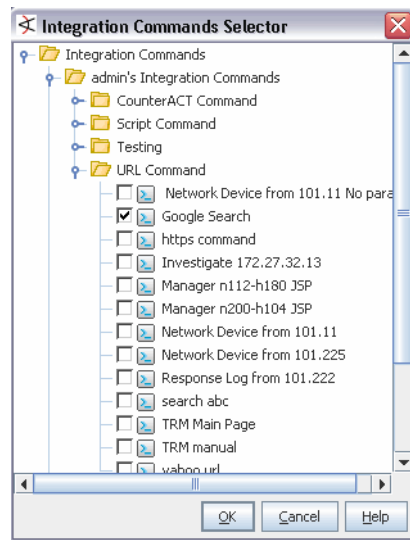 Integration Commands Selector
Integration Commands
admin's Integration Commands
CounterACT Command
Script Command
Testing
URL Command
Network Device from 101.11 No para
Google Search
https command
Investigate 172.27.32.13
Manager n112-h180 JSP
Manager n200-h104 JSP
Network Device from 101.11
Network Device from 101.225
Response Log from 101.222
search abc
TRM Main Page
TRM manual
yahoo url
OK Cancel Help